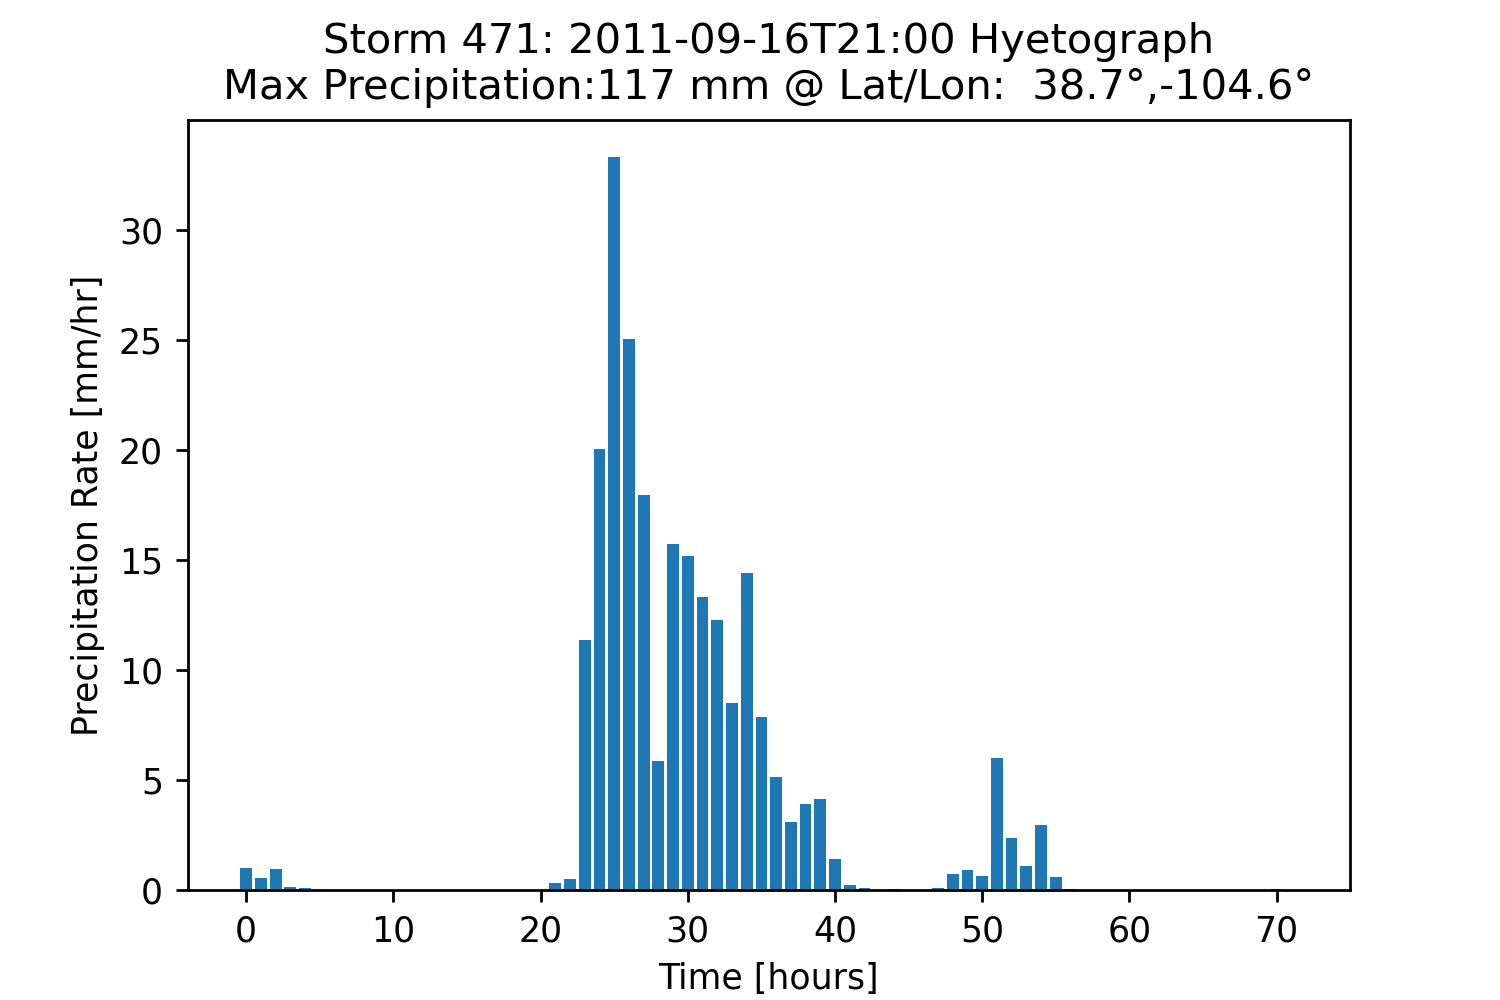 Storm 471: 2011-09-16T21:00 Hyetograph
Max Precipitation:117 mm @ Lat/Lon:  38.7°,-104.6°
Precipitation Rate [mm/hr]
30
25
20
15
10
5
0
0 10 20 30 40 50 60 70
Time [hours]